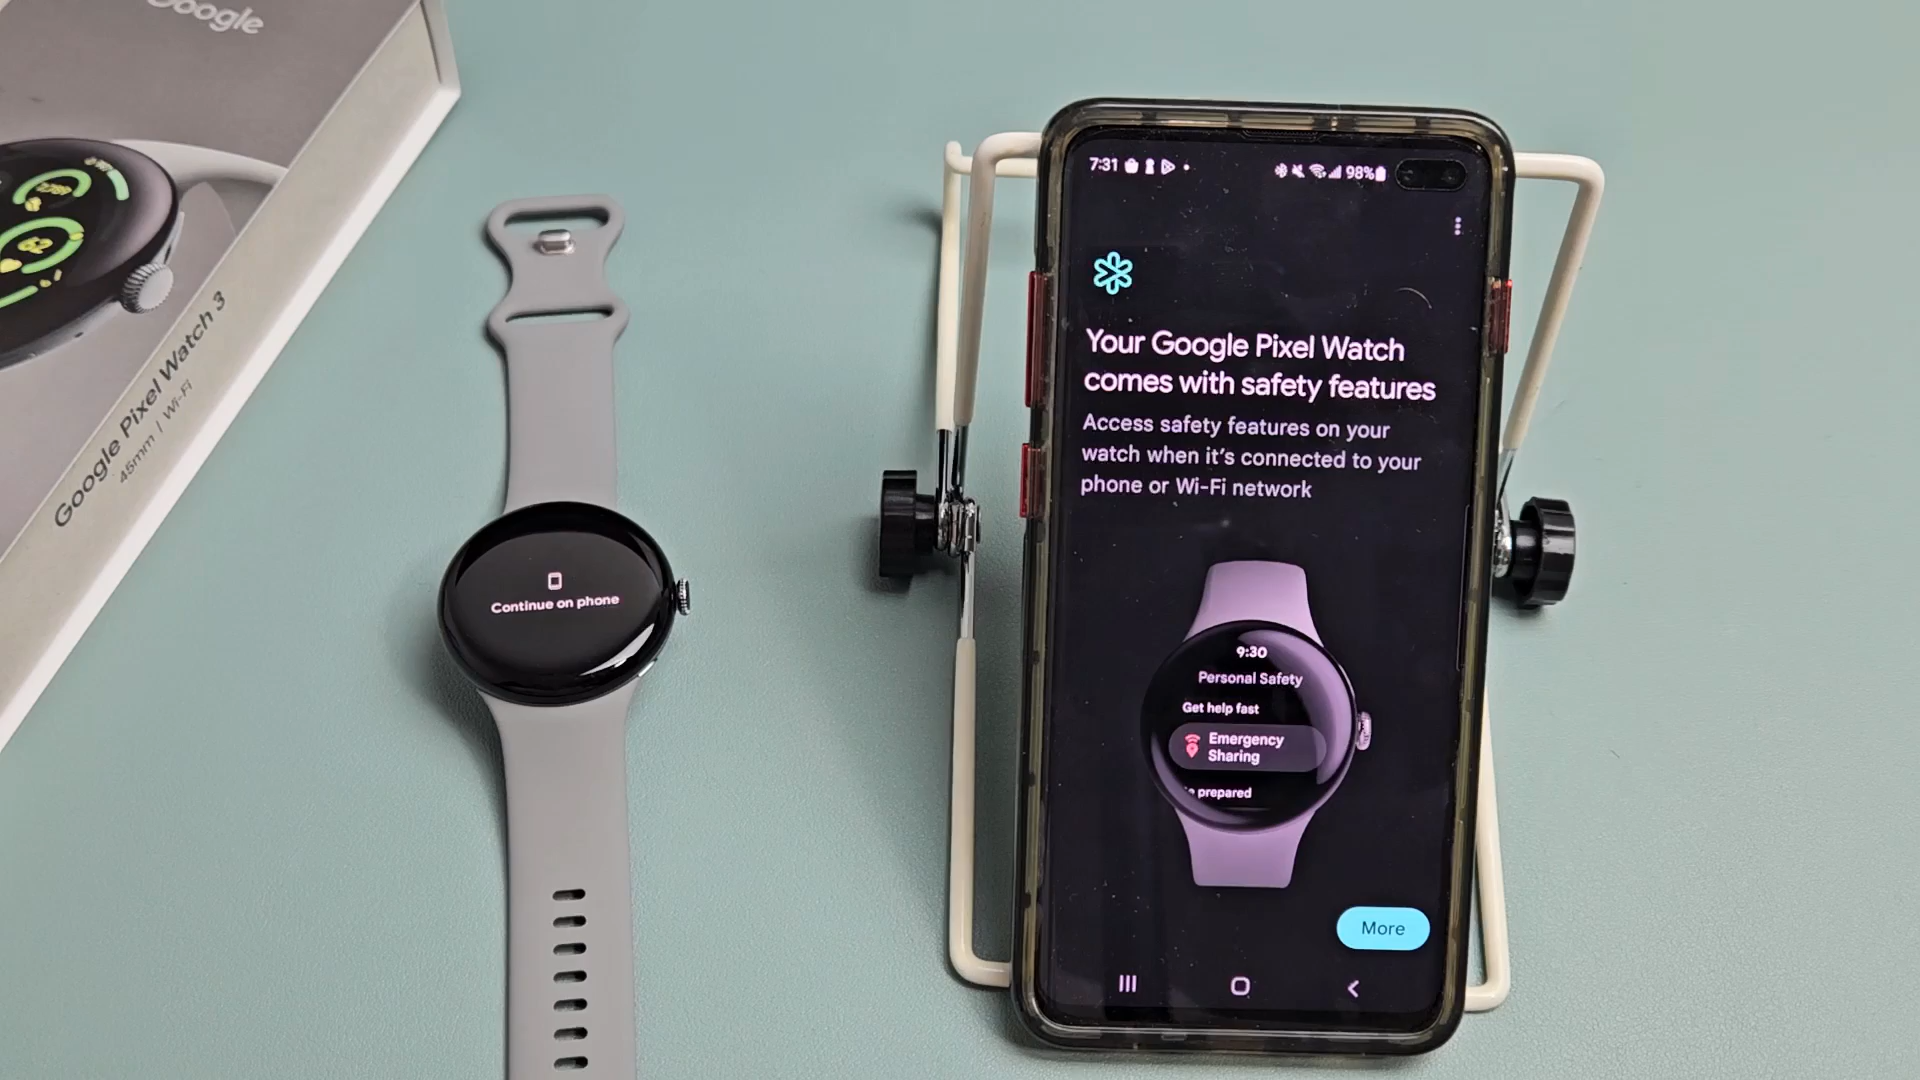 Google
Google Pixel Watch 3
45mm | Wi-Fi
Continue on phone
7:31
98%
Your Google Pixel Watch
comes with safety features
Access safety features on your
watch when it's connected to your
phone or Wi-Fi network
9:30
Personal Safety
Get help fast
Emergency
Sharing
prepared
More